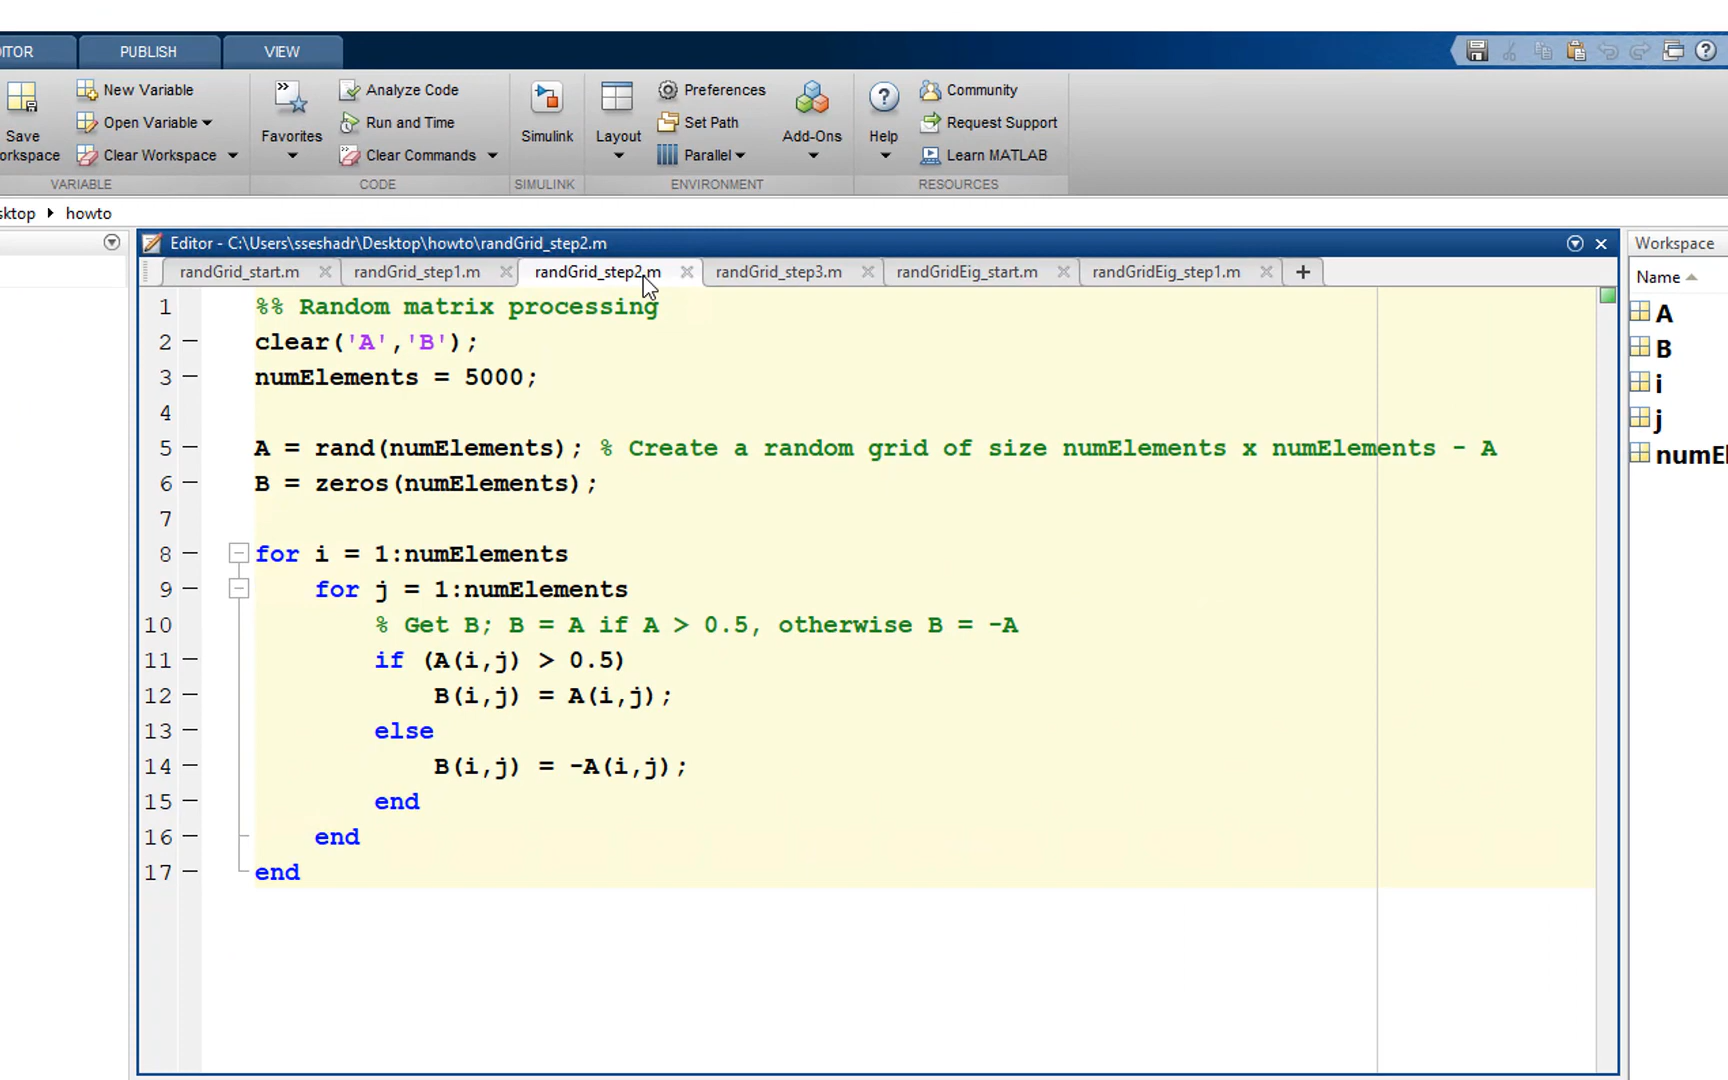 ITOR PUBLISH VIEW
New Variable
Open Variable
Clear Workspace
Save
orkspace
VARIABLE
Favorites
Analyze Code
Run and Time
Clear Commands
CODE
Simulink
SIMULINK
Layout
Preferences
Set Path
Parallel
Add-Ons
ENVIRONMENT
Help
Community
Request Support
Learn MATLAB
RESOURCES
sktop howto
Editor - C:\Users\sseshadr\Desktop\howto\randGrid_step2.m
randGrid_start.m randGrid_step1.m randGrid_step2.m randGrid_step3.m randGridEig_start.m randGridEig_step1.m +
1 %% Random matrix processing
2 — clear('A','B');
3 — numElements = 5000;
4
5 — A = rand(numElements); % Create a random grid of size numElements x numElements - A
6 — B = zeros(numElements);
7
8 — for i = 1:numElements
9 — for j = 1:numElements
10 % Get B; B = A if A > 0.5, otherwise B = -A
11 — if (A(i,j) > 0.5)
12 — B(i,j) = A(i,j);
13 — else
14 — B(i,j) = -A(i,j);
15 — end
16 — end
17 — end
Workspace
Name
A
B
i
j
numEl